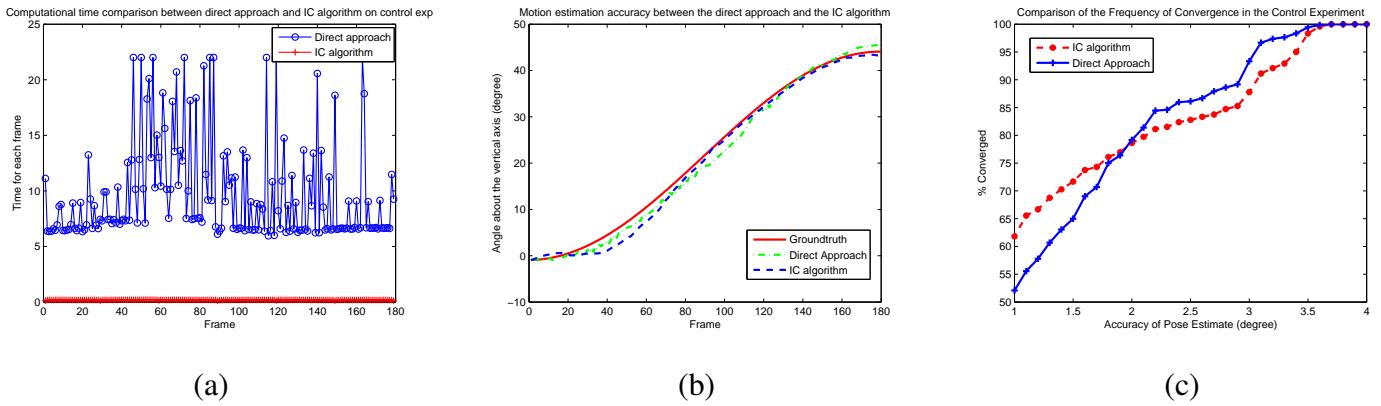 Computational time comparison between direct approach and IC algorithm on control exp
25
20
15
10
5
0
0 20 40 60 80 100 120 140 160 180
Time for each frame
Frame
Direct approach
IC algorithm
(a)
Motion estimation accuracy between the direct approach and the IC algorithm
50
40
30
20
10
0
−10
0 20 40 60 80 100 120 140 160 180
Angle about the vertical axis (degree)
Frame
Groundtruth
Direct Approach
IC algorithm
(b)
Comparison of the Frequency of Convergence in the Control Experiment
100
95
90
85
80
75
70
65
60
55
50
1 1.5 2 2.5 3 3.5 4
% Converged
Accuracy of Pose Estimate (degree)
IC algorithm
Direct Approach
(c)